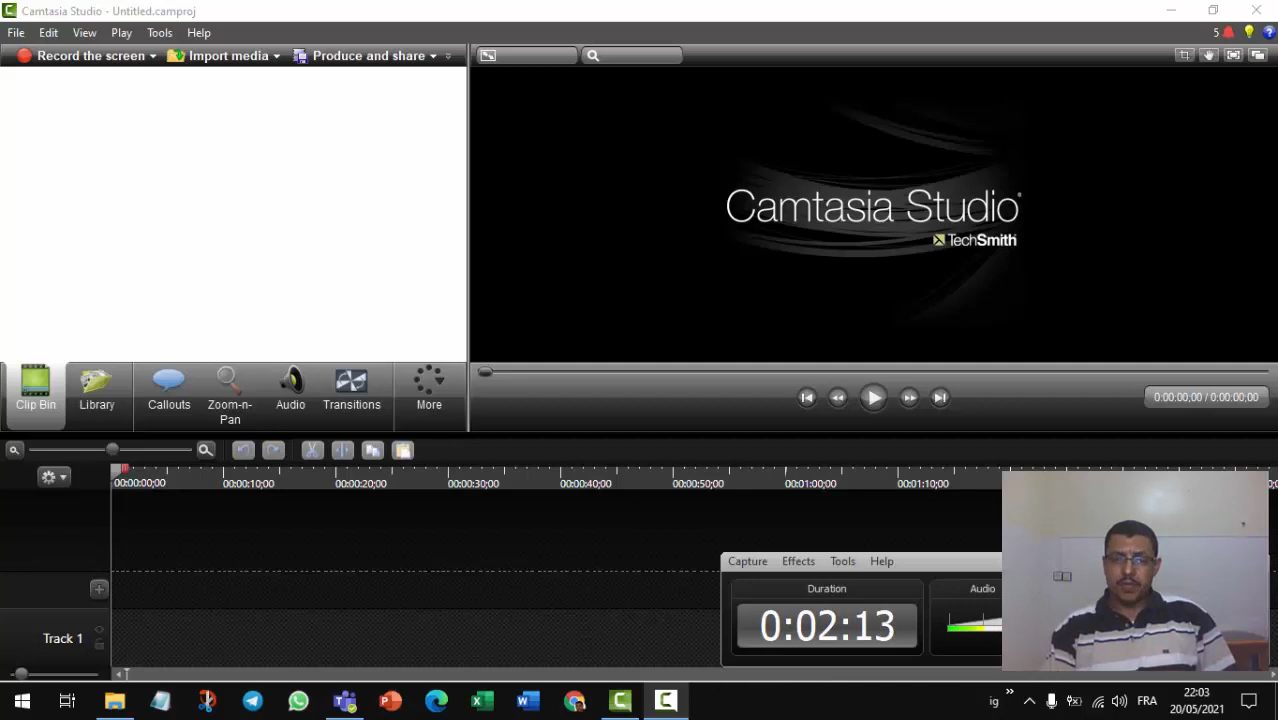 Camtasia Studio - Untitled.camproj
File Edit View Play Tools Help
5
Record the screen Import media Produce and share
Camtasia Studio®
TechSmith
Clip Bin Library Callouts Zoom-n-Pan Audio Transitions More
0:00:00;00 / 0:00:00;00
00:00:00;00 00:00:10;00 00:00:20;00 00:00:30;00 00:00:40;00 00:00:50;00 00:01:00;00 00:01:10;00
Capture Effects Tools Help
Duration Audio
0:02:13
Track 1
ig FRA
22:03
20/05/2021